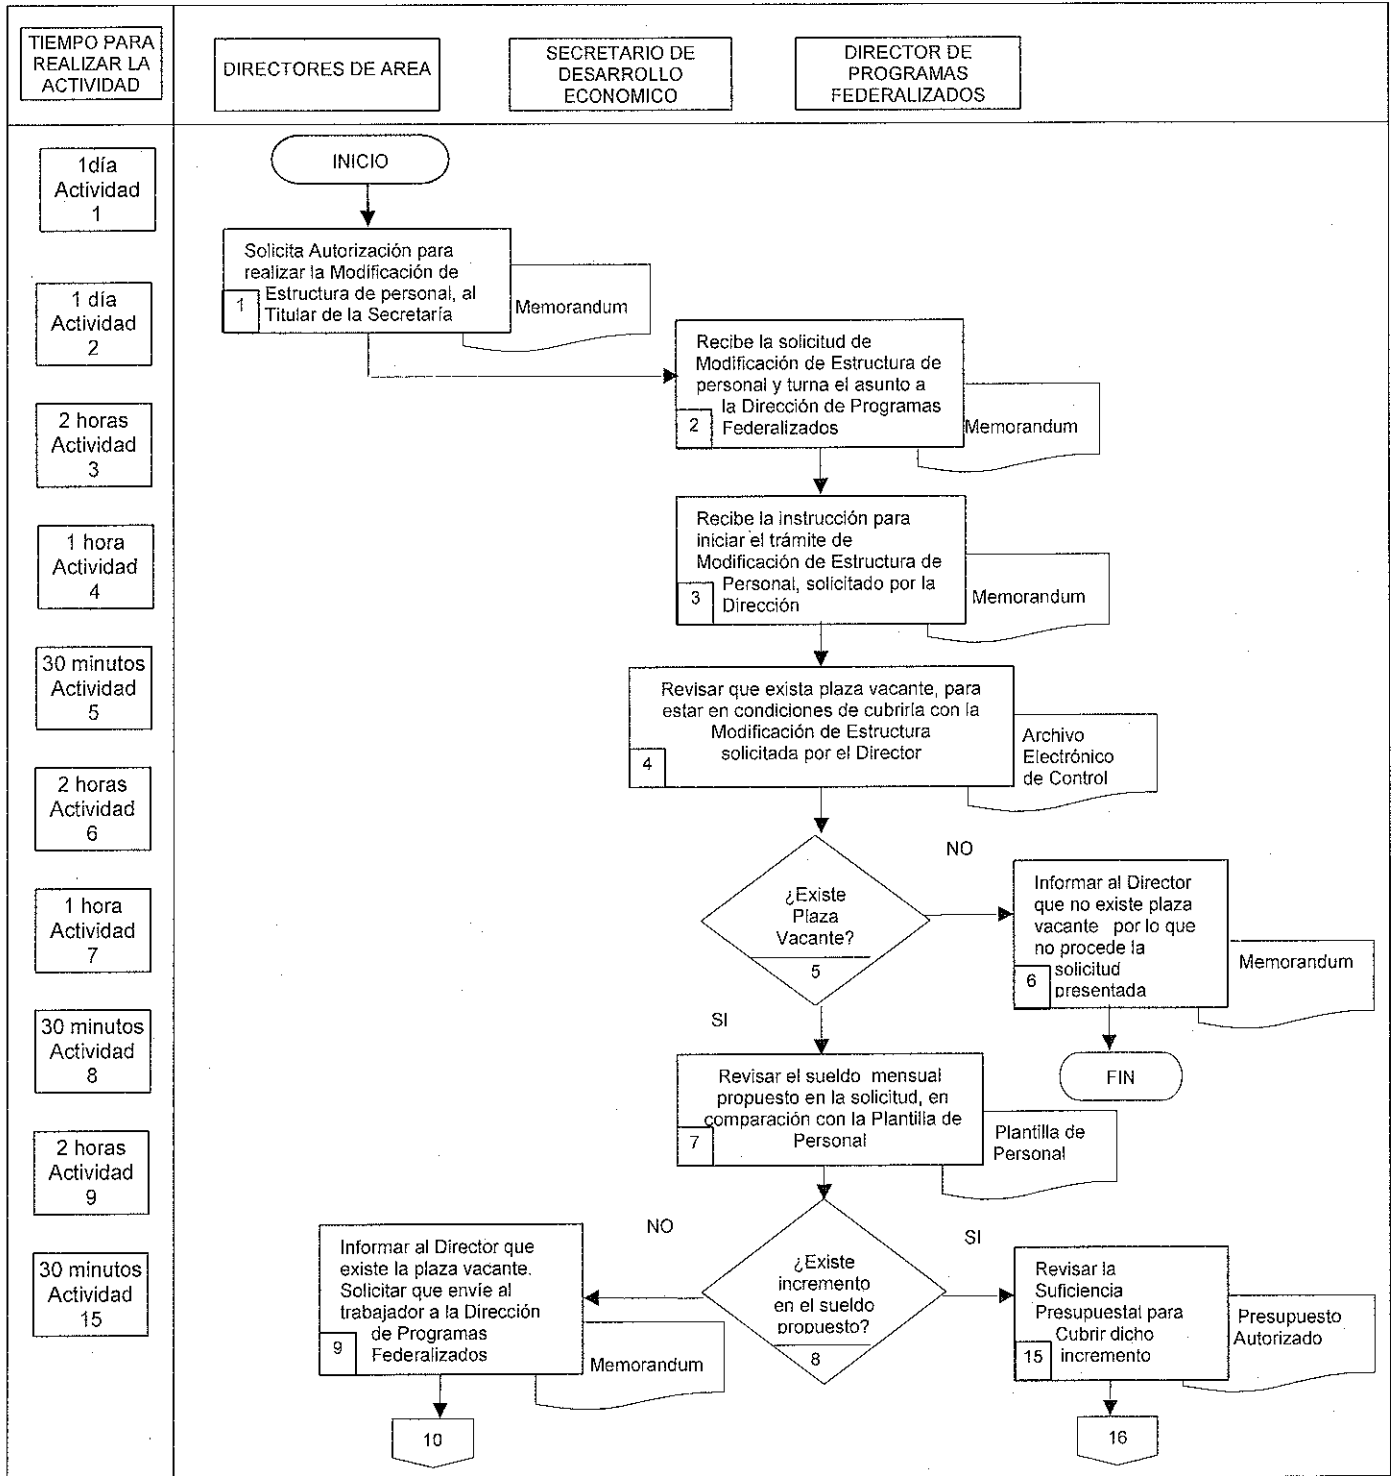 TIEMPO PARA
REALIZAR LA
ACTIVIDAD
DIRECTORES DE AREA
SECRETARIO DE
DESARROLLO
ECONOMICO
DIRECTOR DE
PROGRAMAS
FEDERALIZADOS
1día
Actividad
1
1 día
Actividad
2
2 horas
Actividad
3
1 hora
Actividad
4
30 minutos
Actividad
5
2 horas
Actividad
6
1 hora
Actividad
7
30 minutos
Actividad
8
2 horas
Actividad
9
30 minutos
Actividad
15
INICIO
Solicita Autorización para
realizar la Modificación de
Estructura de personal, al
Titular de la Secretaría
1
Memorandum
Recibe la solicitud de
Modificación de Estructura de
personal y turna el asunto a
la Dirección de Programas
Federalizados
2
Memorandum
Recibe la instrucción para
iniciar el trámite de
Modificación de Estructura de
Personal, solicitado por la
Dirección
3
Memorandum
Revisar que exista plaza vacante, para
estar en condiciones de cubrirla con la
Modificación de Estructura
solicitada por el Director
4
Archivo
Electrónico
de Control
¿Existe
Plaza
Vacante?
5
NO
Informar al Director
que no existe plaza
vacante por lo que
no procede la
solicitud
presentada
6
Memorandum
FIN
SI
Revisar el sueldo mensual
propuesto en la solicitud, en
comparación con la Plantilla de
Personal
7
Plantilla de
Personal
¿Existe
incremento
en el sueldo
propuesto?
8
NO
Informar al Director que
existe la plaza vacante.
Solicitar que envíe al
trabajador a la Dirección
de Programas
Federalizados
9
Memorandum
10
SI
Revisar la
Suficiencia
Presupuestal para
Cubrir dicho
incremento
15
Presupuesto
Autorizado
16